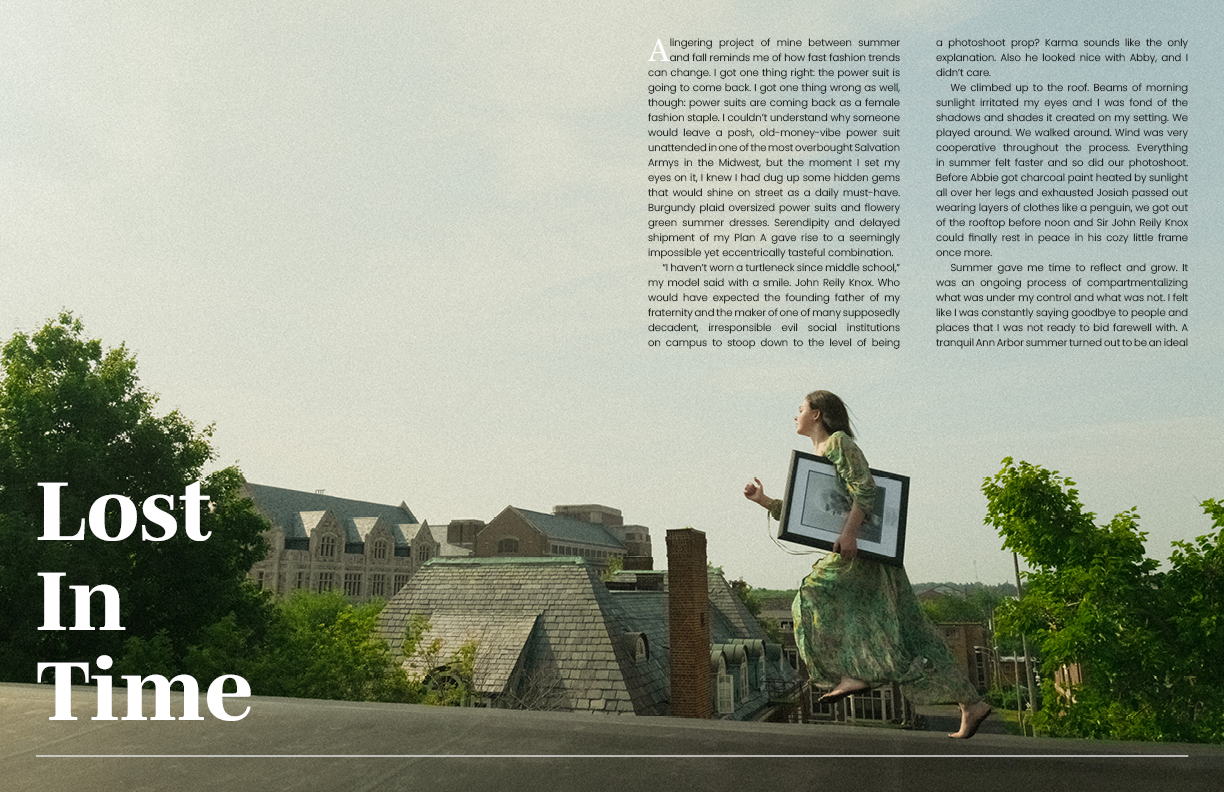 A lingering project of mine between summer
and fall reminds me of how fast fashion trends
can change. I got one thing right: the power suit is
going to come back. I got one thing wrong as well,
though: power suits are coming back as a female
fashion staple. I couldn’t understand why someone
would leave a posh, old-money-vibe power suit
unattended in one of the most overbought Salvation
Armys in the Midwest, but the moment I set my
eyes on it, I knew I had dug up some hidden gems
that would shine on street as a daily must-have.
Burgundy plaid oversized power suits and flowery
green summer dresses. Serendipity and delayed
shipment of my Plan A gave rise to a seemingly
impossible yet eccentrically tasteful combination.
“I haven’t worn a turtleneck since middle school,”
my model said with a smile. John Reily Knox. Who
would have expected the founding father of my
fraternity and the maker of one of many supposedly
decadent, irresponsible evil social institutions
on campus to stoop down to the level of being
a photoshoot prop? Karma sounds like the only
explanation. Also he looked nice with Abby, and I
didn’t care.
We climbed up to the roof. Beams of morning
sunlight irritated my eyes and I was fond of the
shadows and shades it created on my setting. We
played around. We walked around. Wind was very
cooperative throughout the process. Everything
in summer felt faster and so did our photoshoot.
Before Abbie got charcoal paint heated by sunlight
all over her legs and exhausted Josiah passed out
wearing layers of clothes like a penguin, we got out
of the rooftop before noon and Sir John Reily Knox
could finally rest in peace in his cozy little frame
once more.
Summer gave me time to reflect and grow. It
was an ongoing process of compartmentalizing
what was under my control and what was not. I felt
like I was constantly saying goodbye to people and
places that I was not ready to bid farewell with. A
tranquil Ann Arbor summer turned out to be an ideal
Lost
In
Time